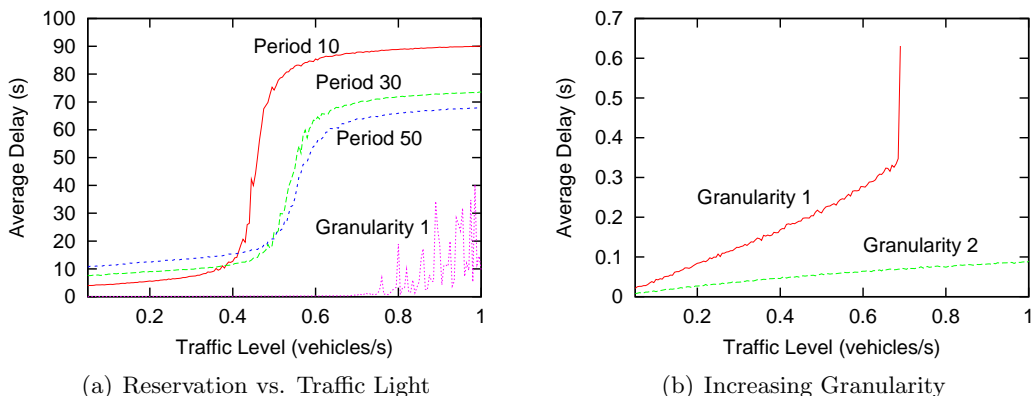 100
90
80
70
60
50
40
30
20
10
0
Average Delay (s)
Period 10
Period 30
Period 50
Granularity 1
0.2 0.4 0.6 0.8 1
Traffic Level (vehicles/s)
(a) Reservation vs. Traffic Light
0.7
0.6
0.5
0.4
0.3
0.2
0.1
0
Average Delay (s)
Granularity 1
Granularity 2
0.2 0.4 0.6 0.8 1
Traffic Level (vehicles/s)
(b) Increasing Granularity